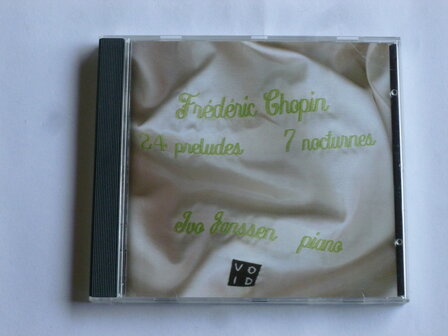 Frédéric Chopin
24 preludes 7 nocturnes
Ivo Janssen piano
VO
ID